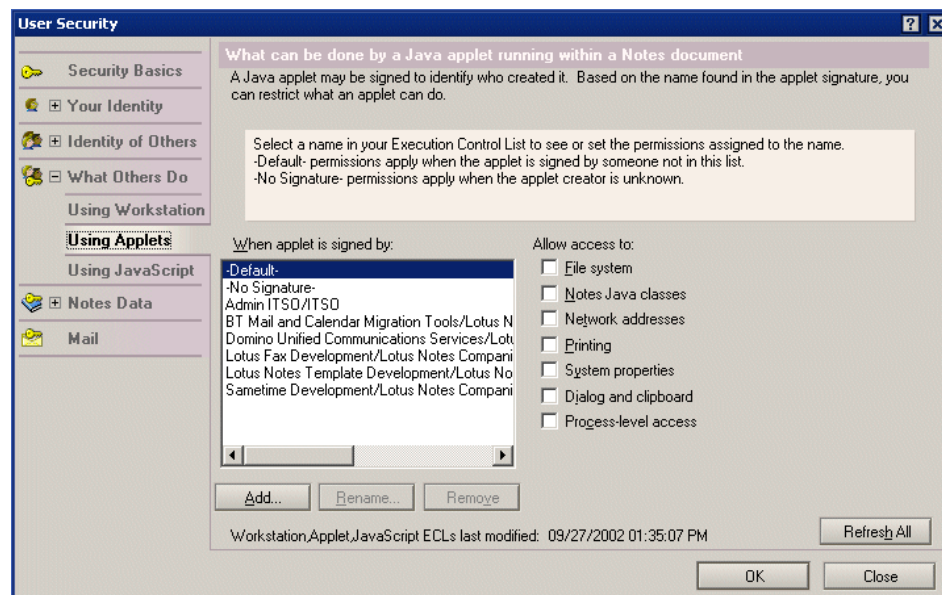 User Security
Security Basics
Your Identity
Identity of Others
What Others Do
Using Workstation
Using Applets
Using JavaScript
Notes Data
Mail
What can be done by a Java applet running within a Notes document
A Java applet may be signed to identify who created it. Based on the name found in the applet signature, you
can restrict what an applet can do.
Select a name in your Execution Control List to see or set the permissions assigned to the name.
-Default- permissions apply when the applet is signed by someone not in this list.
-No Signature- permissions apply when the applet creator is unknown.
When applet is signed by:
-Default-
-No Signature-
Admin ITSO/ITSO
BT Mail and Calendar Migration Tools/Lotus N
Domino Unified Communications Services/Lotu
Lotus Fax Development/Lotus Notes Compani
Lotus Notes Template Development/Lotus No
Sametime Development/Lotus Notes Compani
Allow access to:
File system
Notes Java classes
Network addresses
Printing
System properties
Dialog and clipboard
Process-level access
Add... Rename... Remove
Workstation,Applet,JavaScript ECLs last modified: 09/27/2002 01:35:07 PM
Refresh All
OK Close